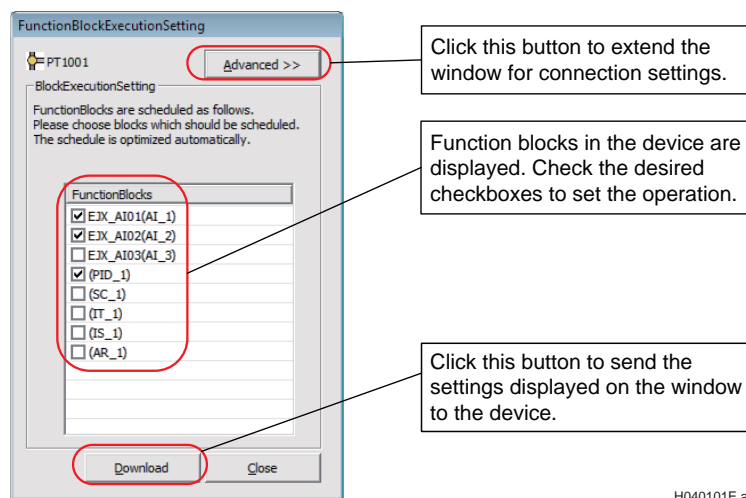 FunctionBlockExecutionSetting
PT1001
Advanced >>
BlockExecutionSetting
FunctionBlocks are scheduled as follows.
Please choose blocks which should be scheduled.
The schedule is optimized automatically.
FunctionBlocks
EJX_AI01(AI_1)
EJX_AI02(AI_2)
EJX_AI03(AI_3)
(PID_1)
(SC_1)
(IT_1)
(IS_1)
(AR_1)
Download
Close
Click this button to extend the
window for connection settings.
Function blocks in the device are
displayed. Check the desired
checkboxes to set the operation.
Click this button to send the
settings displayed on the window
to the device.